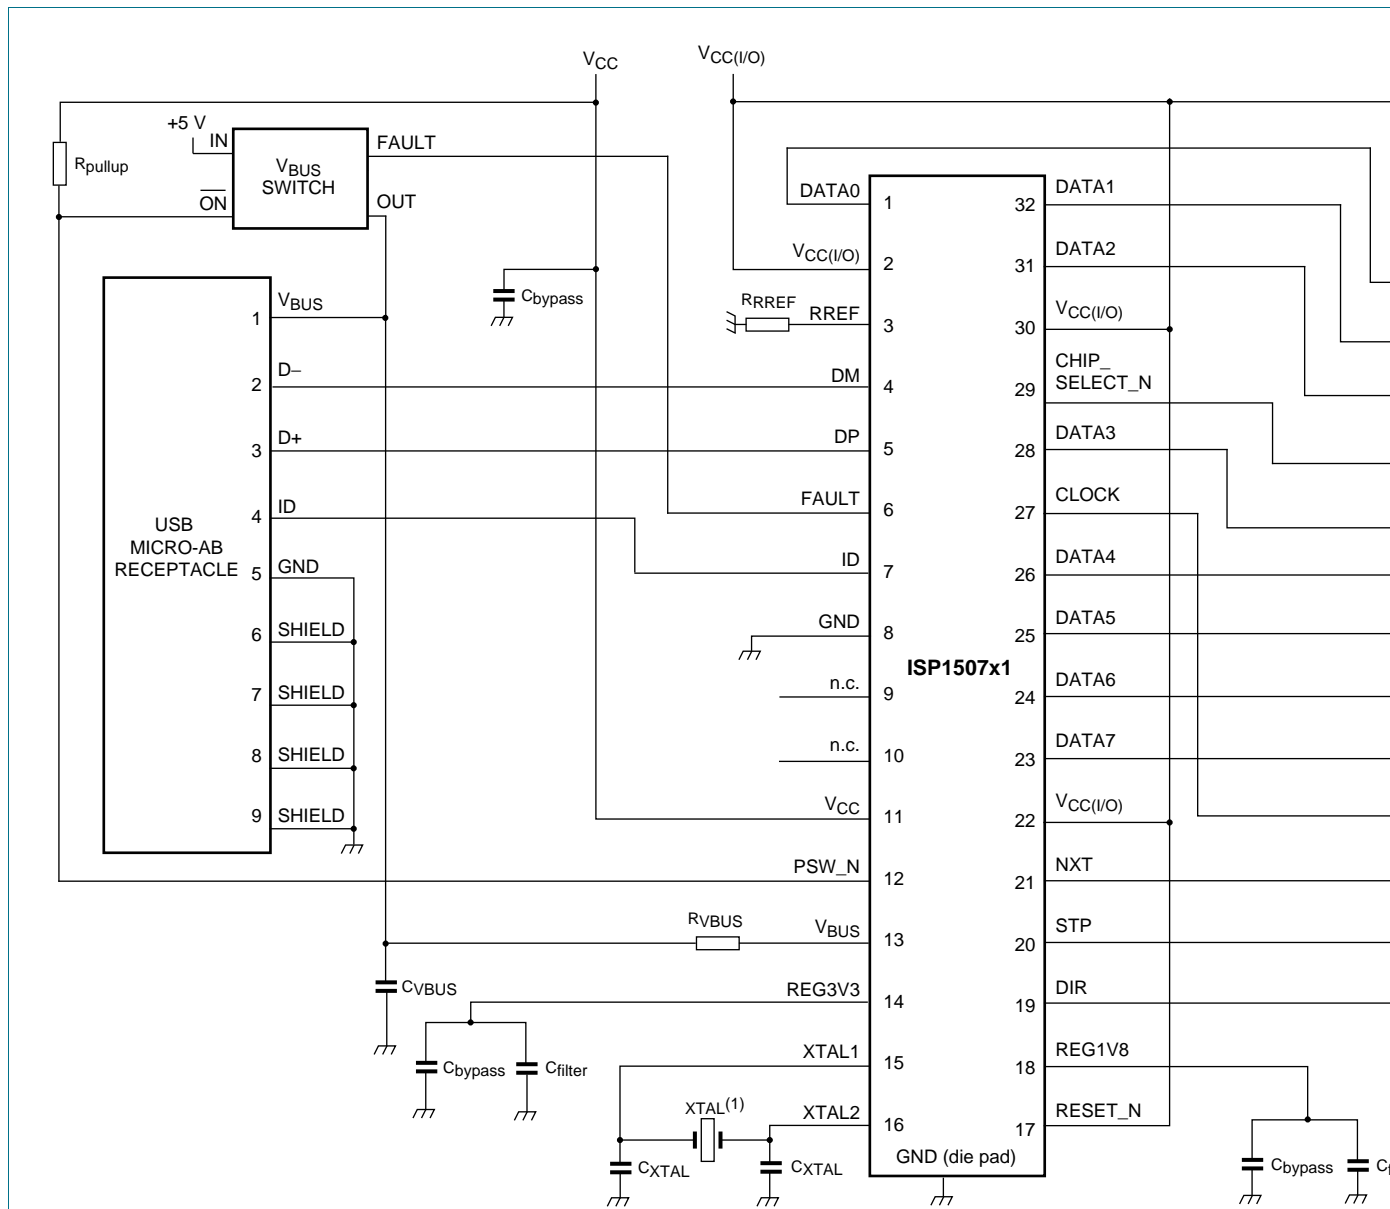 VCC
VCC(I/O)
+5 V
IN
FAULT
Rpullup
VBUS
SWITCH
ON
OUT
DATA0
1
32
DATA1
VCC(I/O)
2
31
DATA2
Cbypass
RRREF
RREF
3
30
VCC(I/O)
VBUS
1
D–
2
DM
4
29
CHIP_
SELECT_N
D+
3
DP
5
28
DATA3
ID
4
FAULT
6
27
CLOCK
USB
MICRO-AB
RECEPTACLE
5
GND
ID
7
26
DATA4
6
SHIELD
GND
8
25
DATA5
ISP1507x1
7
SHIELD
n.c.
9
24
DATA6
8
SHIELD
n.c.
10
23
DATA7
9
SHIELD
VCC
11
22
VCC(I/O)
PSW_N
12
21
NXT
RVBUS
VBUS
13
20
STP
CVBUS
REG3V3
14
19
DIR
Cbypass
Cfilter
XTAL1
15
18
REG1V8
XTAL(1)
XTAL2
16
17
RESET_N
CXTAL
CXTAL
GND (die pad)
Cbypass